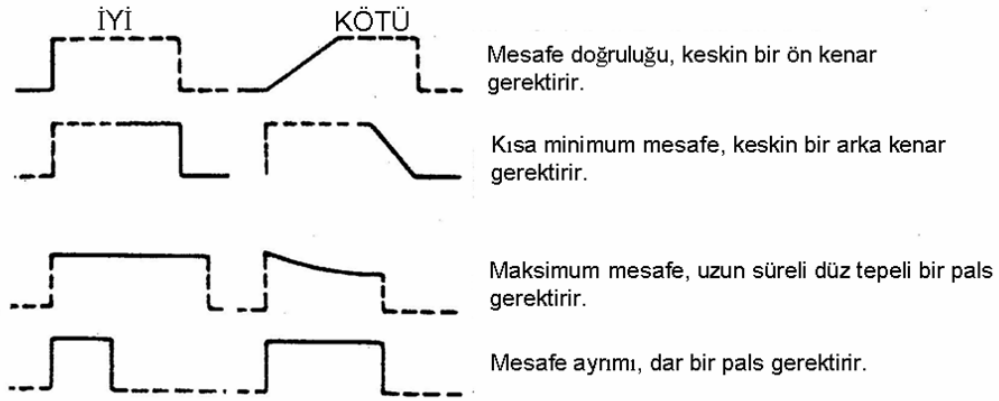 İYİ
KÖTÜ
Mesafe doğruluğu, keskin bir ön kenar
gerektirir.
Kısa minimum mesafe, keskin bir arka kenar
gerektirir.
Maksimum mesafe, uzun süreli düz tepeli bir pals
gerektirir.
Mesafe ayrımı, dar bir pals gerektirir.